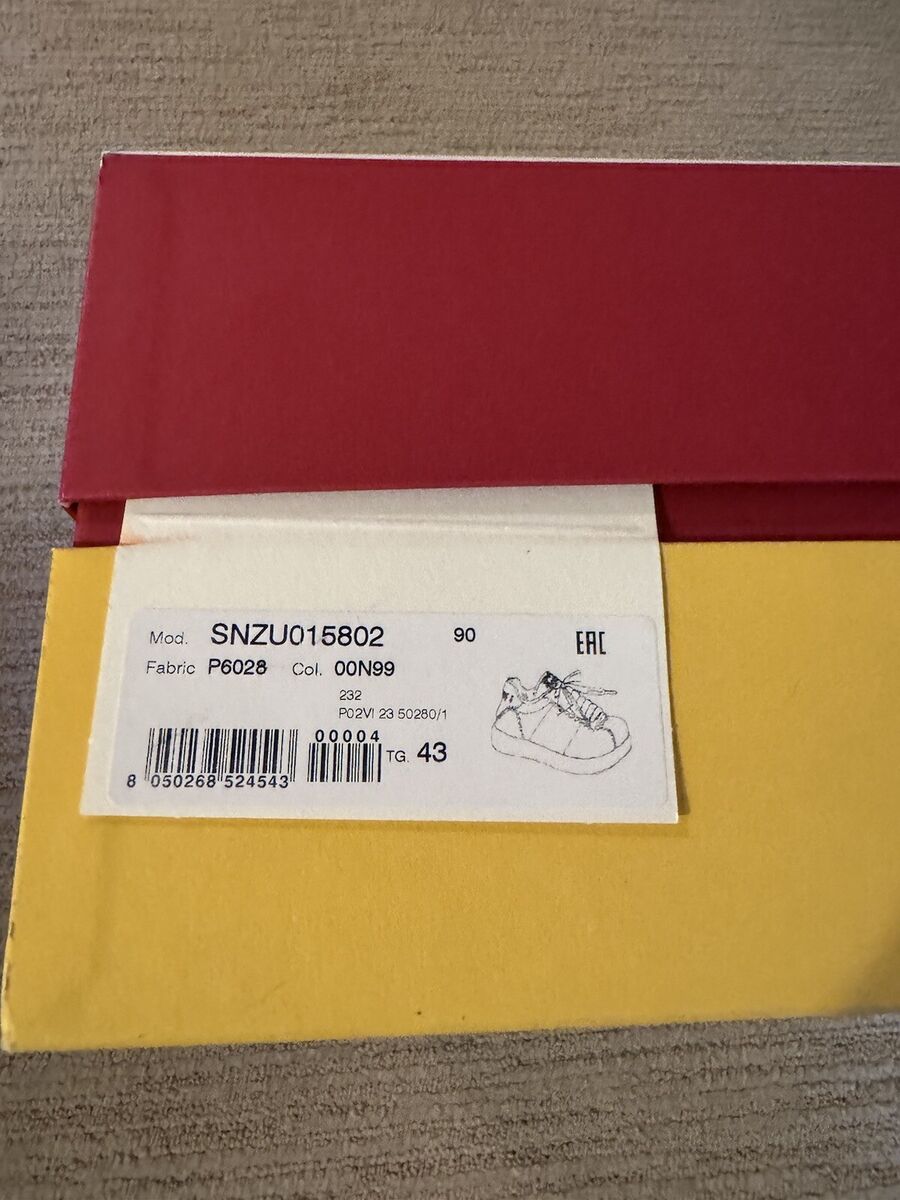 Mod. SNZU015802 90 EAC
Fabric P6028 Col. 00N99
232
P02VI 23 50280/1
00004
TG. 43
8 050268 524543